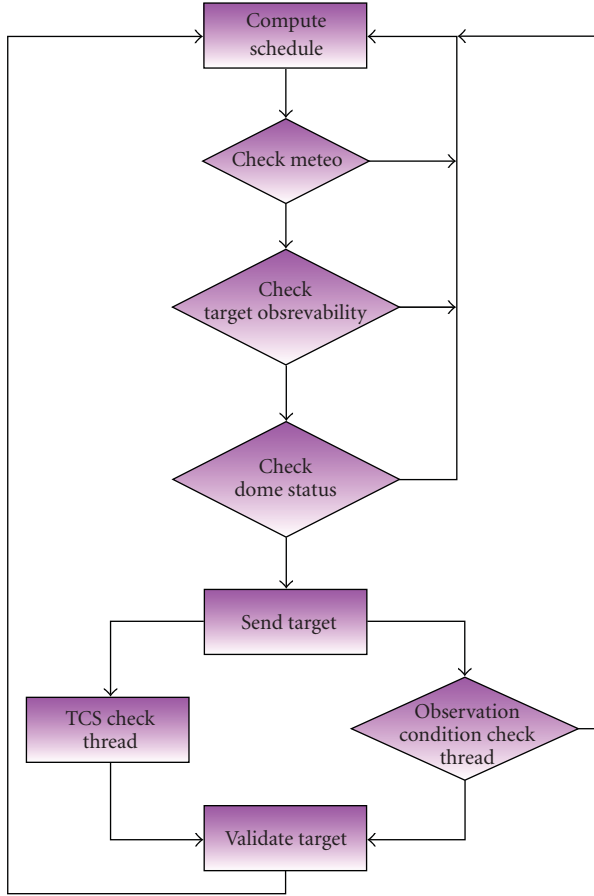 Compute
schedule
Check meteo
Check
target obsrevability
Check
dome status
Send target
TCS check
thread
Observation
condition check
thread
Validate target